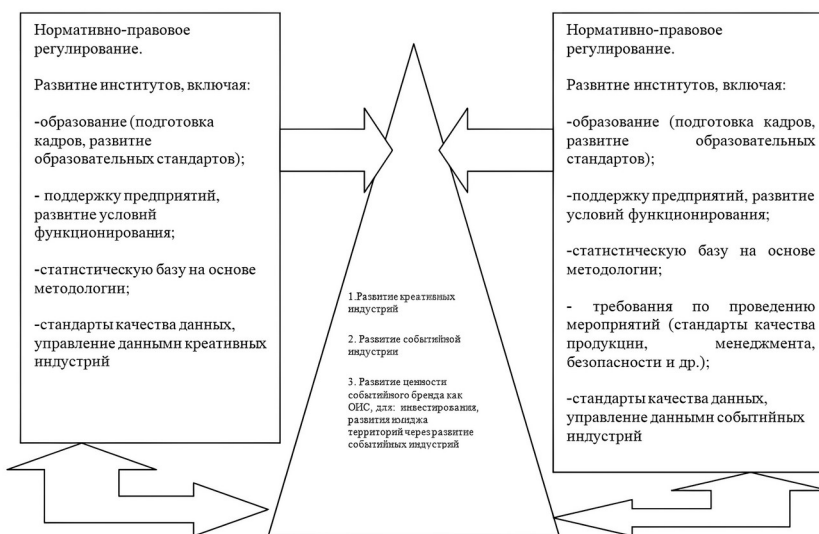 Нормативно-правовое
регулирование.
Развитие институтов, включая:
-образование (подготовка
кадров, развитие
образовательных стандартов);
- поддержку предприятий,
развитие условий
функционирования;
-статистическую базу на основе
методологии;
-стандарты качества данных,
управление данными креативных
индустрий
1.Развитие креативных
индустрий
2. Развитие событийной
индустрии
3. Развитие ценности
событийного бренда как
ОИС, для: инвестирования,
развития имиджа
территорий через развитие
событийных индустрий
Нормативно-правовое
регулирование.
Развитие институтов, включая:
-образование (подготовка кадров,
развитие образовательных
стандартов);
-поддержку предприятий, развитие
условий функционирования;
-статистическую базу на основе
методологии;
- требования по проведению
мероприятий (стандарты качества
продукции, менеджмента,
безопасности и др.);
-стандарты качества данных,
управление данными событийных
индустрий